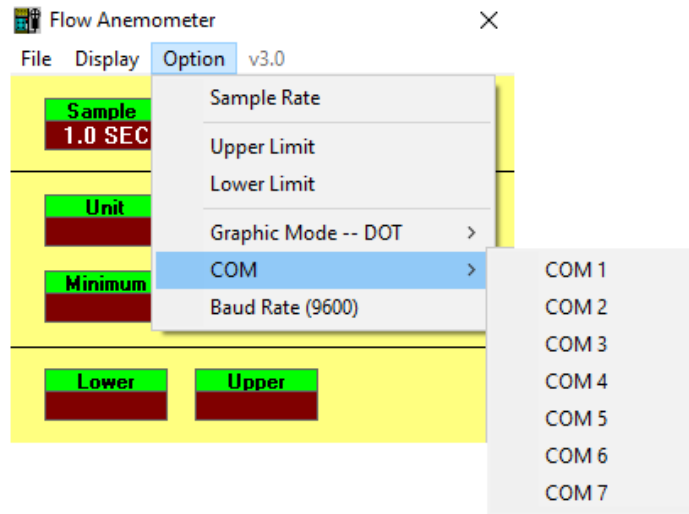 Flow Anemometer
File Display Option v3.0
Sample
1.0 SEC
Unit
Minimum
Lower Upper
Sample Rate
Upper Limit
Lower Limit
Graphic Mode -- DOT
COM
Baud Rate (9600)
COM 1
COM 2
COM 3
COM 4
COM 5
COM 6
COM 7